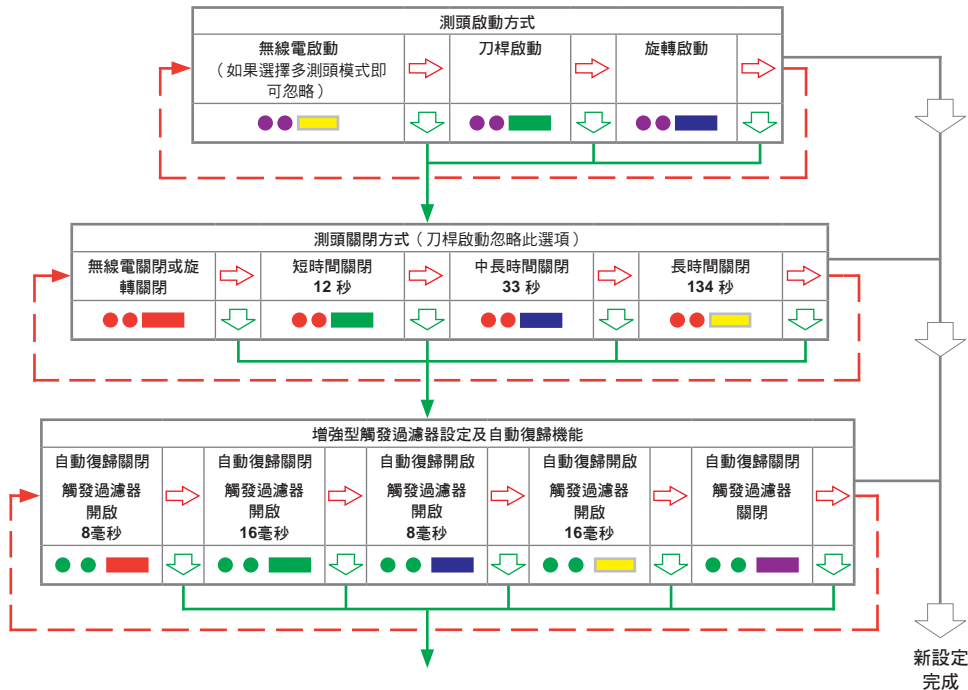 測頭啟動方式
無線電啟動
（如果選擇多測頭模式即
可忽略）
刀桿啟動
旋轉啟動
測頭關閉方式（刀桿啟動忽略此選項）
無線電關閉或旋
轉關閉
短時間關閉
12 秒
中長時間關閉
33 秒
長時間關閉
134 秒
增強型觸發過濾器設定及自動復歸機能
自動復歸關閉
觸發過濾器
開啟
8毫秒
自動復歸關閉
觸發過濾器
開啟
16毫秒
自動復歸開啟
觸發過濾器
開啟
8毫秒
自動復歸開啟
觸發過濾器
開啟
16毫秒
自動復歸關閉
觸發過濾器
關閉
新設定
完成